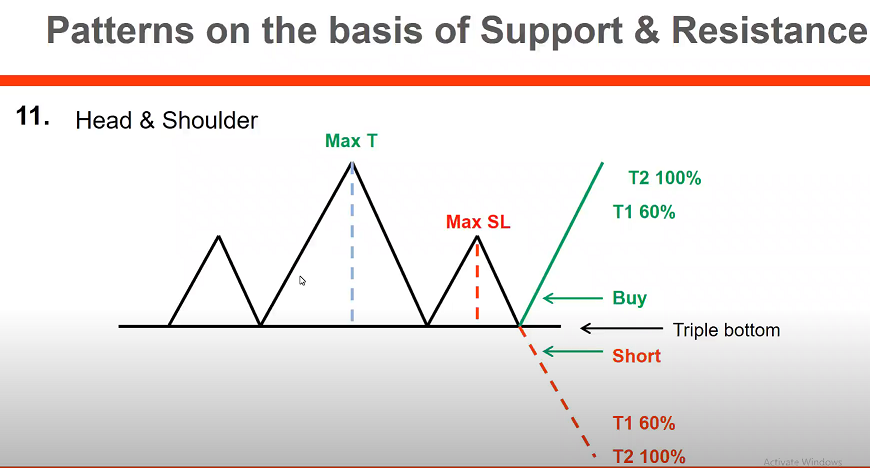 Patterns on the basis of Support & Resistance
11. Head & Shoulder
Max T
T2 100%
T1 60%
Max SL
Buy
Triple bottom
Short
T1 60%
T2 100%
Activate Windows